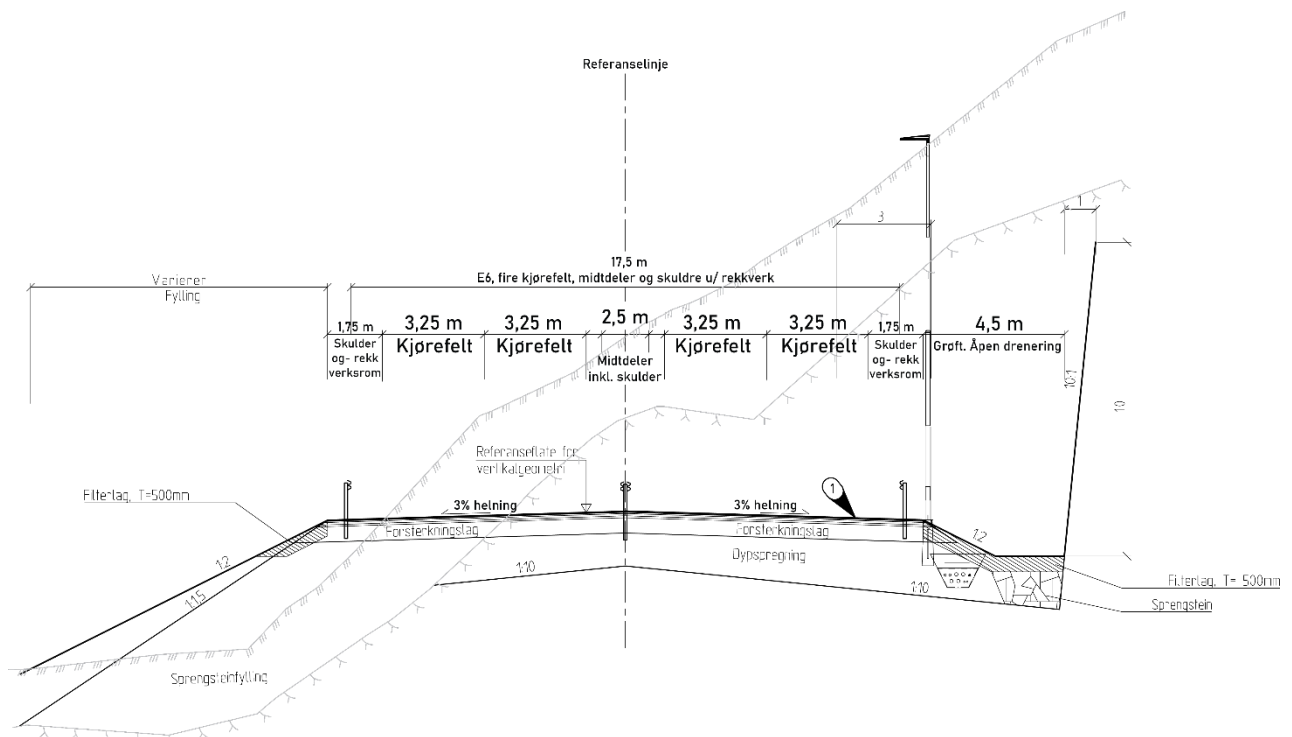 Referanselinje
1
3
17,5 m
E6, fire kjørefelt, midtdeler og skuldre u/ rekkverk
Varierer
Fylling
1,75 m
Skulder
og- rekk
verksrom
3,25 m
Kjørefelt
3,25 m
Kjørefelt
2,5 m
Midtdeler
inkl. skulder
3,25 m
Kjørefelt
3,25 m
Kjørefelt
1,75 m
Skulder
og- rekk
verksrom
4,5 m
Grøft. Åpen drenering
10:1
10
Referanseflate for
vertikalgeometri
1
Filterlag, T=500mm
3% helning
3% helning
Forsterkningslag
Forsterkningslag
1:2
Dypspregning
1:2
1:1.5
1:10
1:10
Filterlag, T= 500mm
Sprengstein
Sprengsteinfylling